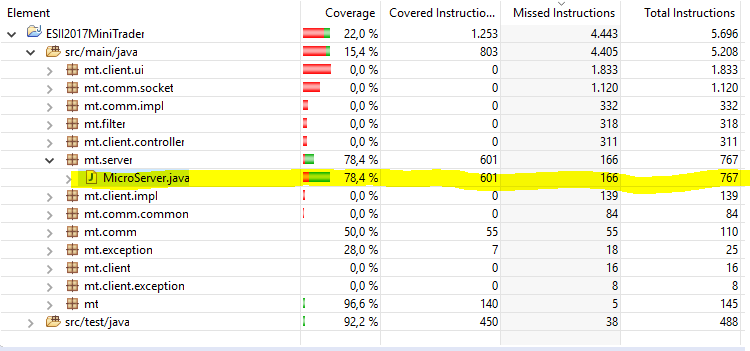 Element Coverage Covered Instructio... Missed Instructions Total Instructions
ESII2017MiniTrader 22,0 % 1.253 4.443 5.696
src/main/java 15,4 % 803 4.405 5.208
mt.client.ui 0,0 % 0 1.833 1.833
mt.comm.socket 0,0 % 0 1.120 1.120
mt.comm.impl 0,0 % 0 332 332
mt.filter 0,0 % 0 318 318
mt.client.controller 0,0 % 0 311 311
mt.server 78,4 % 601 166 767
MicroServer.java 78,4 % 601 166 767
mt.client.impl 0,0 % 0 139 139
mt.comm.common 0,0 % 0 84 84
mt.comm 50,0 % 55 55 110
mt.exception 28,0 % 7 18 25
mt.client 0,0 % 0 16 16
mt.client.exception 0,0 % 0 8 8
mt 96,6 % 140 5 145
src/test/java 92,2 % 450 38 488